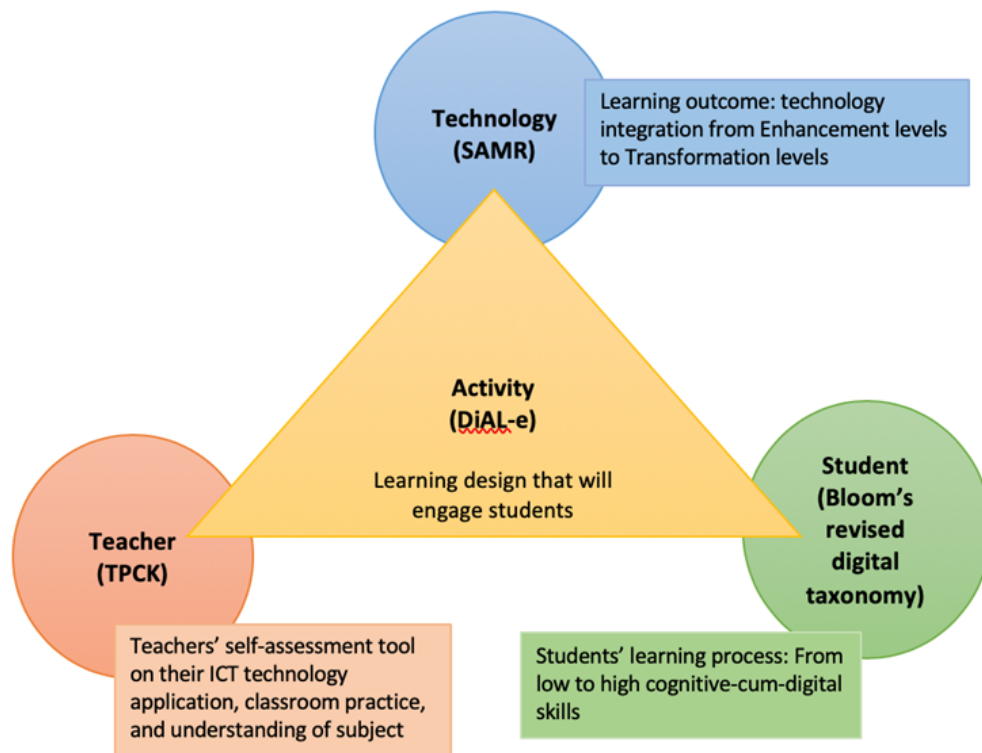 Technology
(SAMR)
Learning outcome: technology
integration from Enhancement levels
to Transformation levels
Activity
(DiAL-e)
Learning design that will
engage students
Teacher
(TPCK)
Teachers’ self-assessment tool
on their ICT technology
application, classroom practice,
and understanding of subject
Student
(Bloom’s
revised
digital
taxonomy)
Students’ learning process: From
low to high cognitive-cum-digital
skills